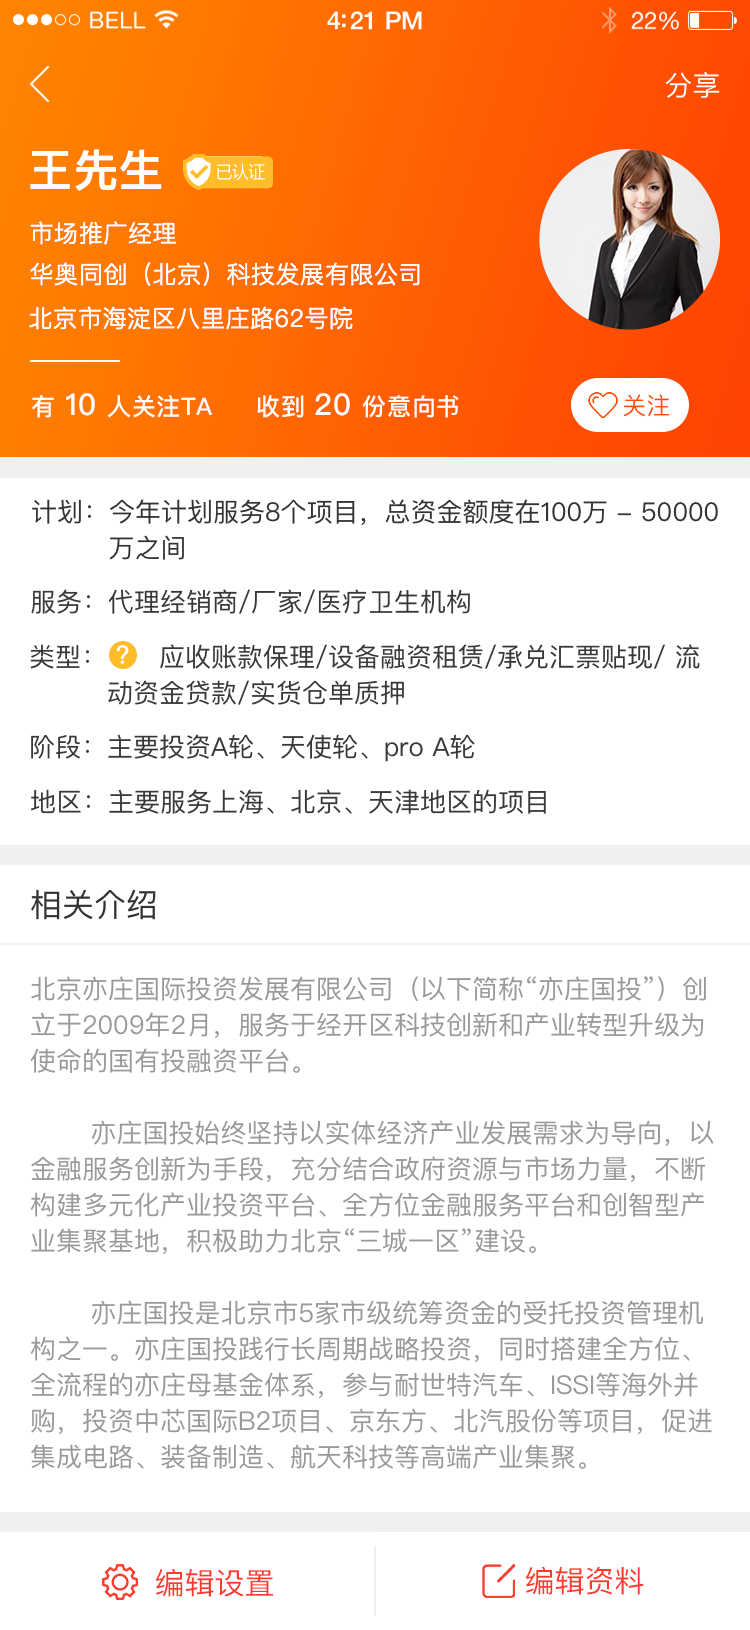 BELL 4:21 PM 22%
分享
王先生 已认证
市场推广经理
华奥同创（北京）科技发展有限公司
北京市海淀区八里庄路62号院
有 10 人关注TA 收到 20 份意向书 关注
计划： 今年计划服务8个项目，总资金额度在100万 – 50000
万之间
服务： 代理经销商/厂家/医疗卫生机构
类型： ? 应收账款保理/设备融资租赁/承兑汇票贴现/ 流
动资金贷款/实货仓单质押
阶段： 主要投资A轮、天使轮、pro A轮
地区： 主要服务上海、北京、天津地区的项目
相关介绍
北京亦庄国际投资发展有限公司（以下简称“亦庄国投”）创
立于2009年2月，服务于经开区科技创新和产业转型升级为
使命的国有投融资平台。
亦庄国投始终坚持以实体经济产业发展需求为导向，以
金融服务创新为手段，充分结合政府资源与市场力量，不断
构建多元化产业投资平台、全方位金融服务平台和创智型产
业集聚基地，积极助力北京“三城一区”建设。
亦庄国投是北京市5家市级统筹资金的受托投资管理机
构之一。亦庄国投践行长周期战略投资，同时搭建全方位、
全流程的亦庄母基金体系，参与耐世特汽车、ISSI等海外并
购，投资中芯国际B2项目、京东方、北汽股份等项目，促进
集成电路、装备制造、航天科技等高端产业集聚。
编辑设置 编辑资料